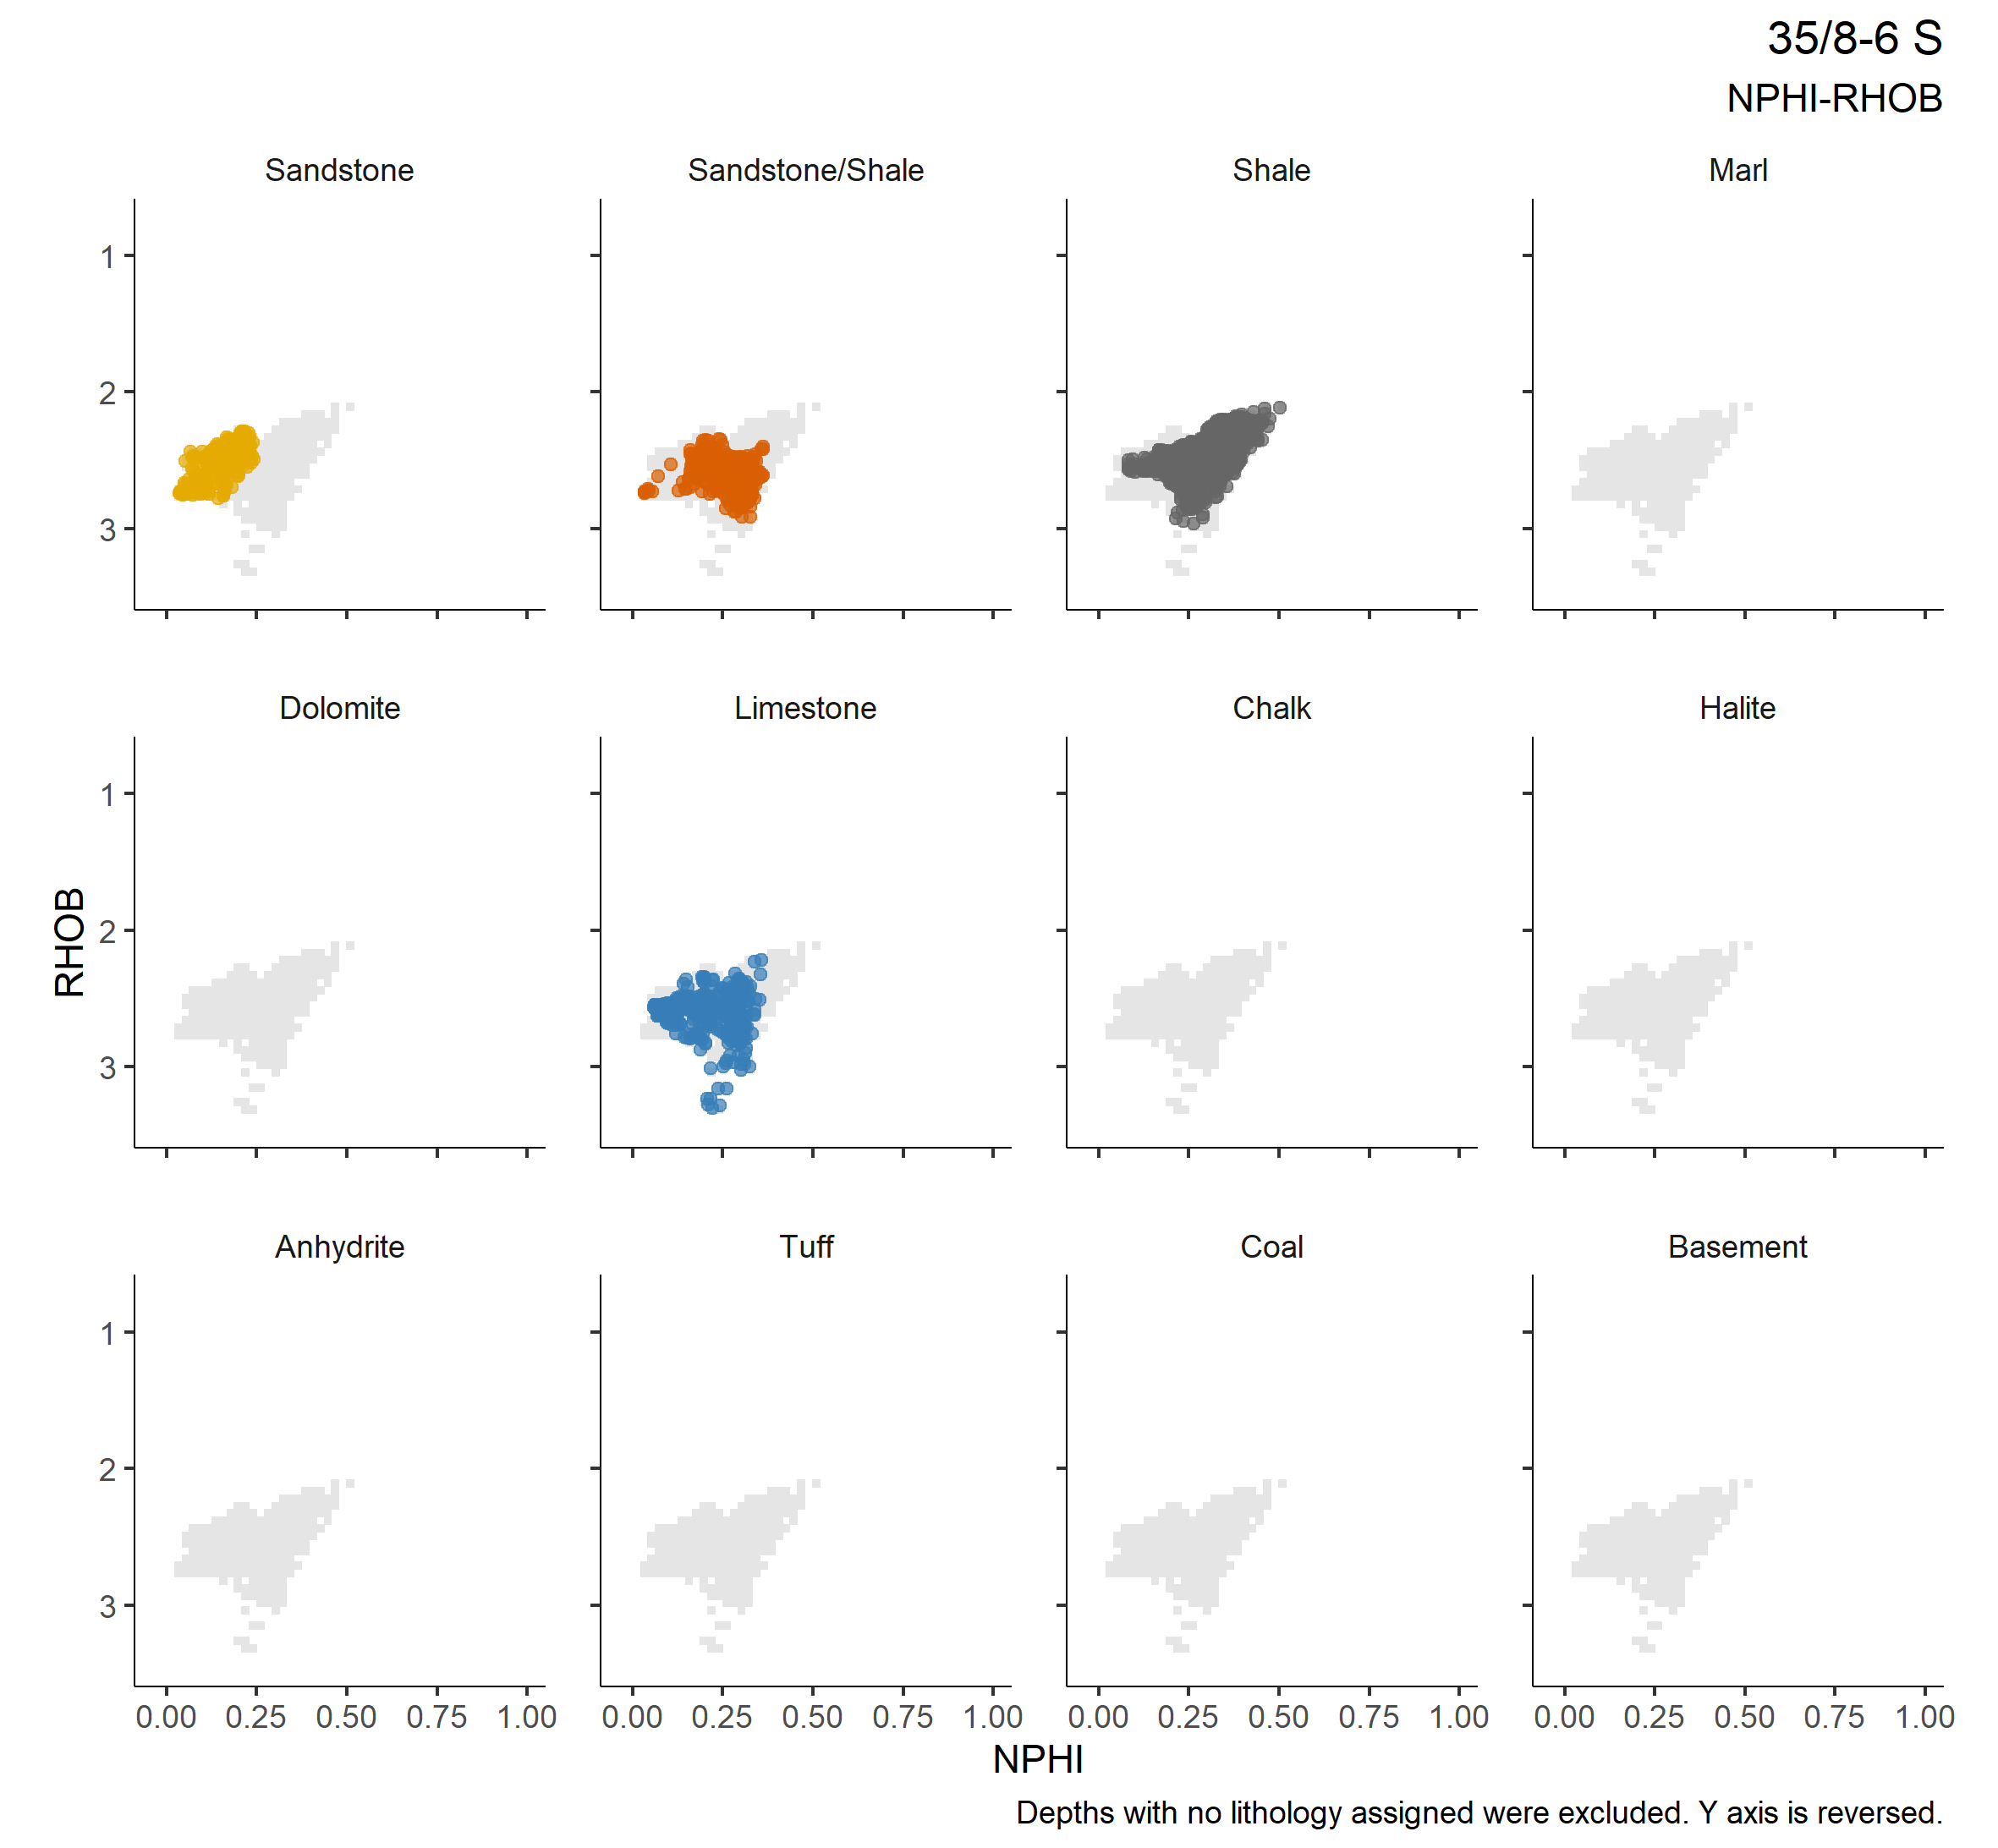 35/8-6 S
NPHI-RHOB
Sandstone
Sandstone/Shale
Shale
Marl
1
2
3
Dolomite
Limestone
Chalk
Halite
1
2
3
RHOB
Anhydrite
Tuff
Coal
Basement
1
2
3
0.00 0.25 0.50 0.75 1.00
0.00 0.25 0.50 0.75 1.00
0.00 0.25 0.50 0.75 1.00
0.00 0.25 0.50 0.75 1.00
NPHI
Depths with no lithology assigned were excluded. Y axis is reversed.